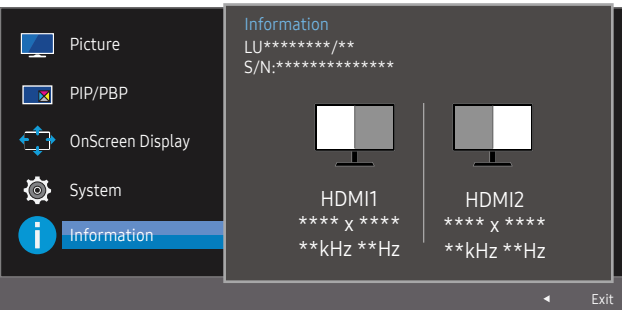 Picture
PIP/PBP
OnScreen Display
System
Information
Information
LU********/**
S/N:**************
HDMI1
**** x ****
**kHz **Hz
HDMI2
**** x ****
**kHz **Hz
Exit